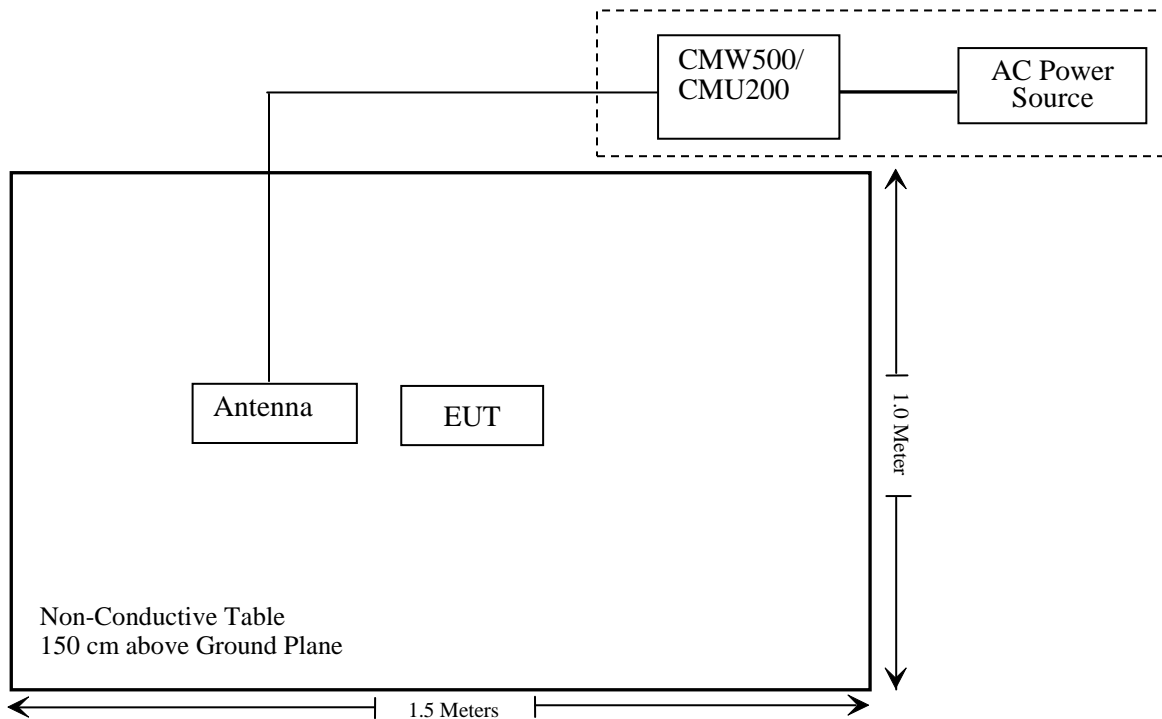 CMW500/
CMU200
AC Power
Source
Antenna
EUT
1.0 Meter
Non-Conductive Table
150 cm above Ground Plane
1.5 Meters